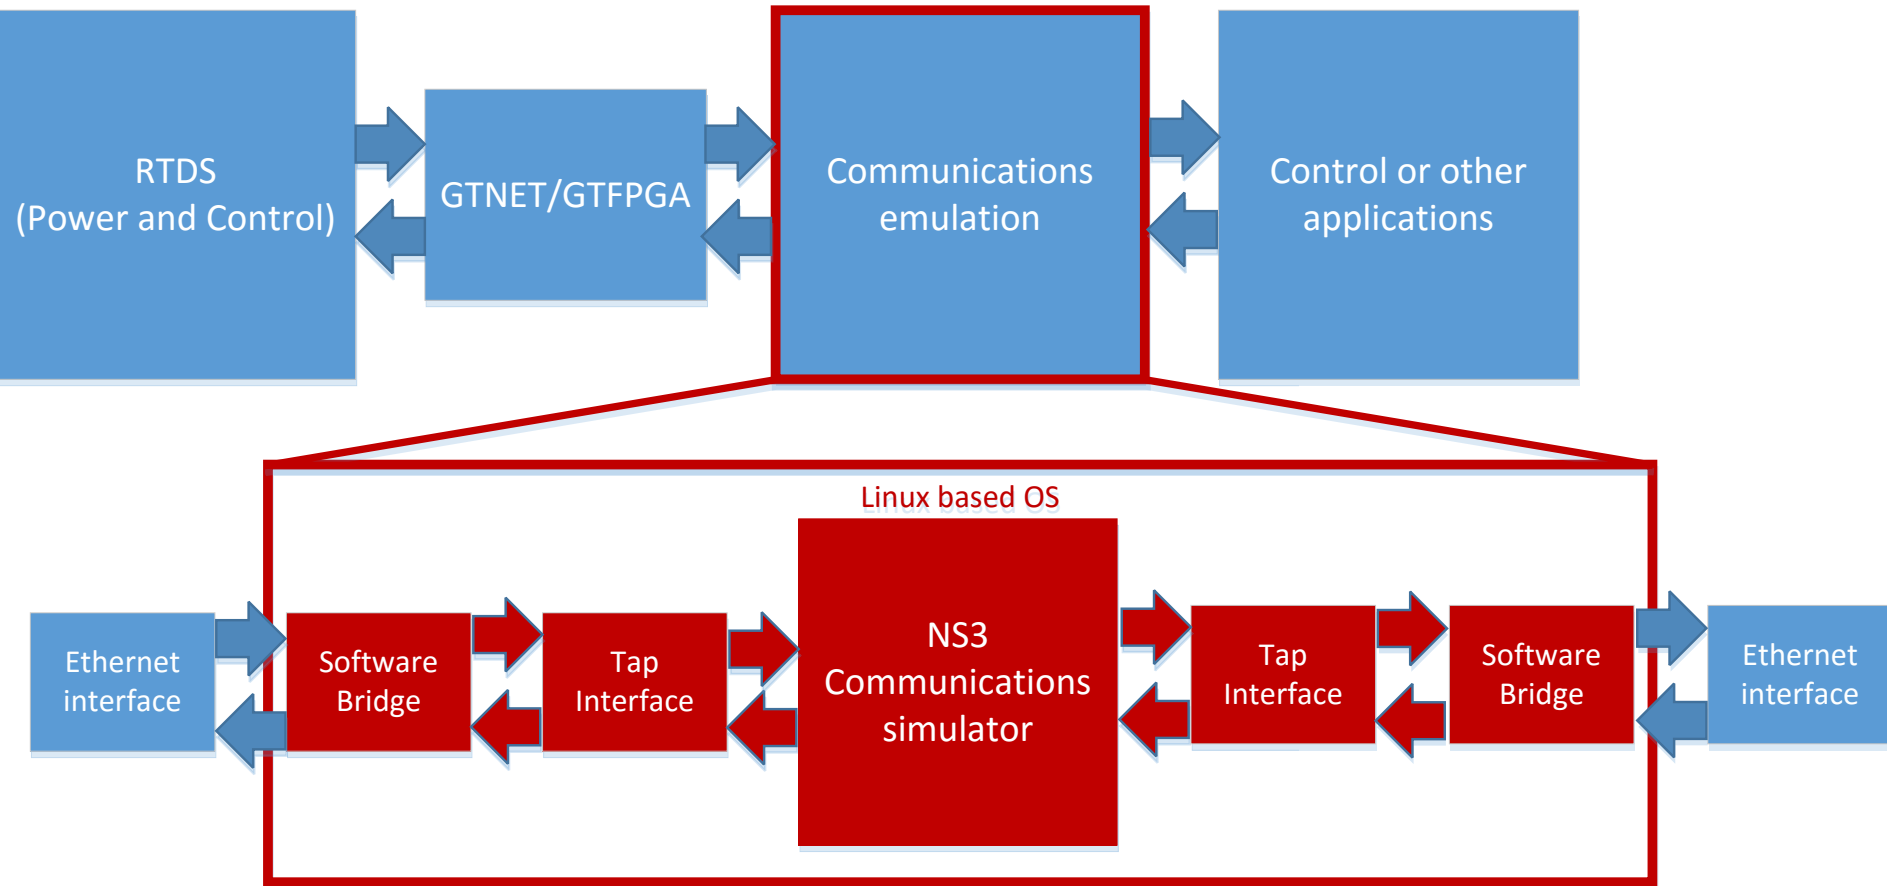 RTDS
(Power and Control)
GTNET/GTFPGA
Communications
emulation
Control or other
applications
Linux based OS
Ethernet
interface
Software
Bridge
Tap
Interface
NS3
Communications
simulator
Tap
Interface
Software
Bridge
Ethernet
interface